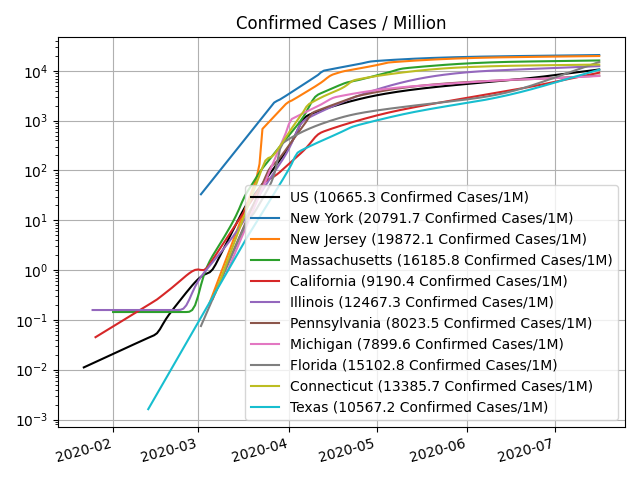 Confirmed Cases / Million
10⁴
10³
10²
10¹
10⁰
10⁻¹
10⁻²
10⁻³
US (10665.3 Confirmed Cases/1M)
New York (20791.7 Confirmed Cases/1M)
New Jersey (19872.1 Confirmed Cases/1M)
Massachusetts (16185.8 Confirmed Cases/1M)
California (9190.4 Confirmed Cases/1M)
Illinois (12467.3 Confirmed Cases/1M)
Pennsylvania (8023.5 Confirmed Cases/1M)
Michigan (7899.6 Confirmed Cases/1M)
Florida (15102.8 Confirmed Cases/1M)
Connecticut (13385.7 Confirmed Cases/1M)
Texas (10567.2 Confirmed Cases/1M)
2020-02
2020-03
2020-04
2020-05
2020-06
2020-07